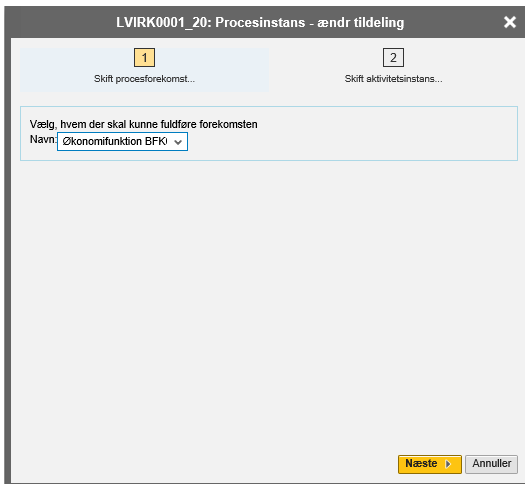 LVIRK0001_20: Procesinstans - ændr tildeling
1
Skift procesforekomst...
2
Skift aktivitetsinstans...
Vælg, hvem der skal kunne fuldføre forekomsten
Navn: Økonomifunktion BFK
Næste
Annuller